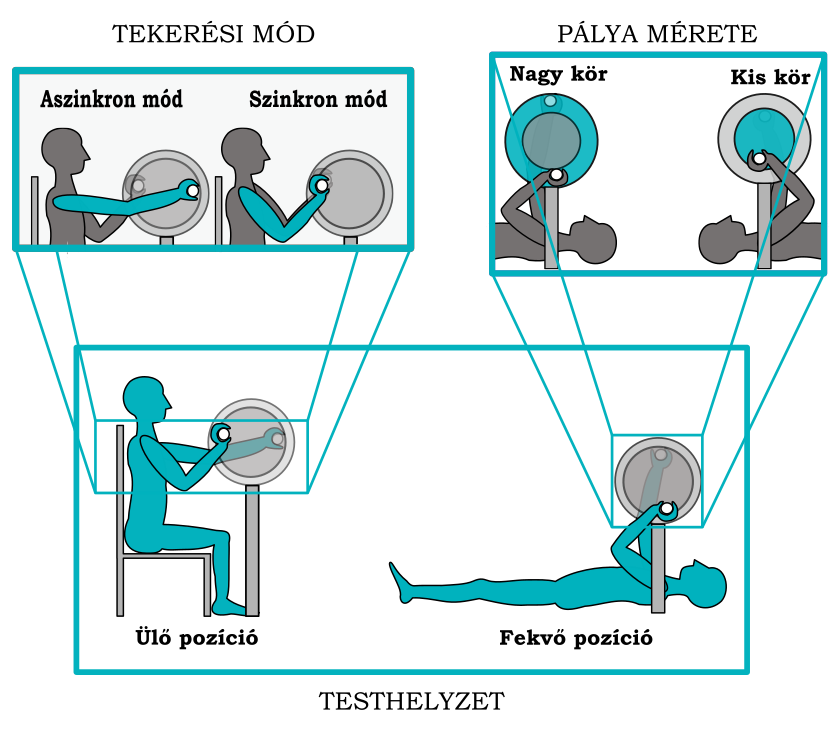 TEKERÉSI MÓD
PÁLYA MÉRETE
Aszinkron mód
Szinkron mód
Nagy kör
Kis kör
Ülő pozíció
Fekvő pozíció
TESTHELYZET